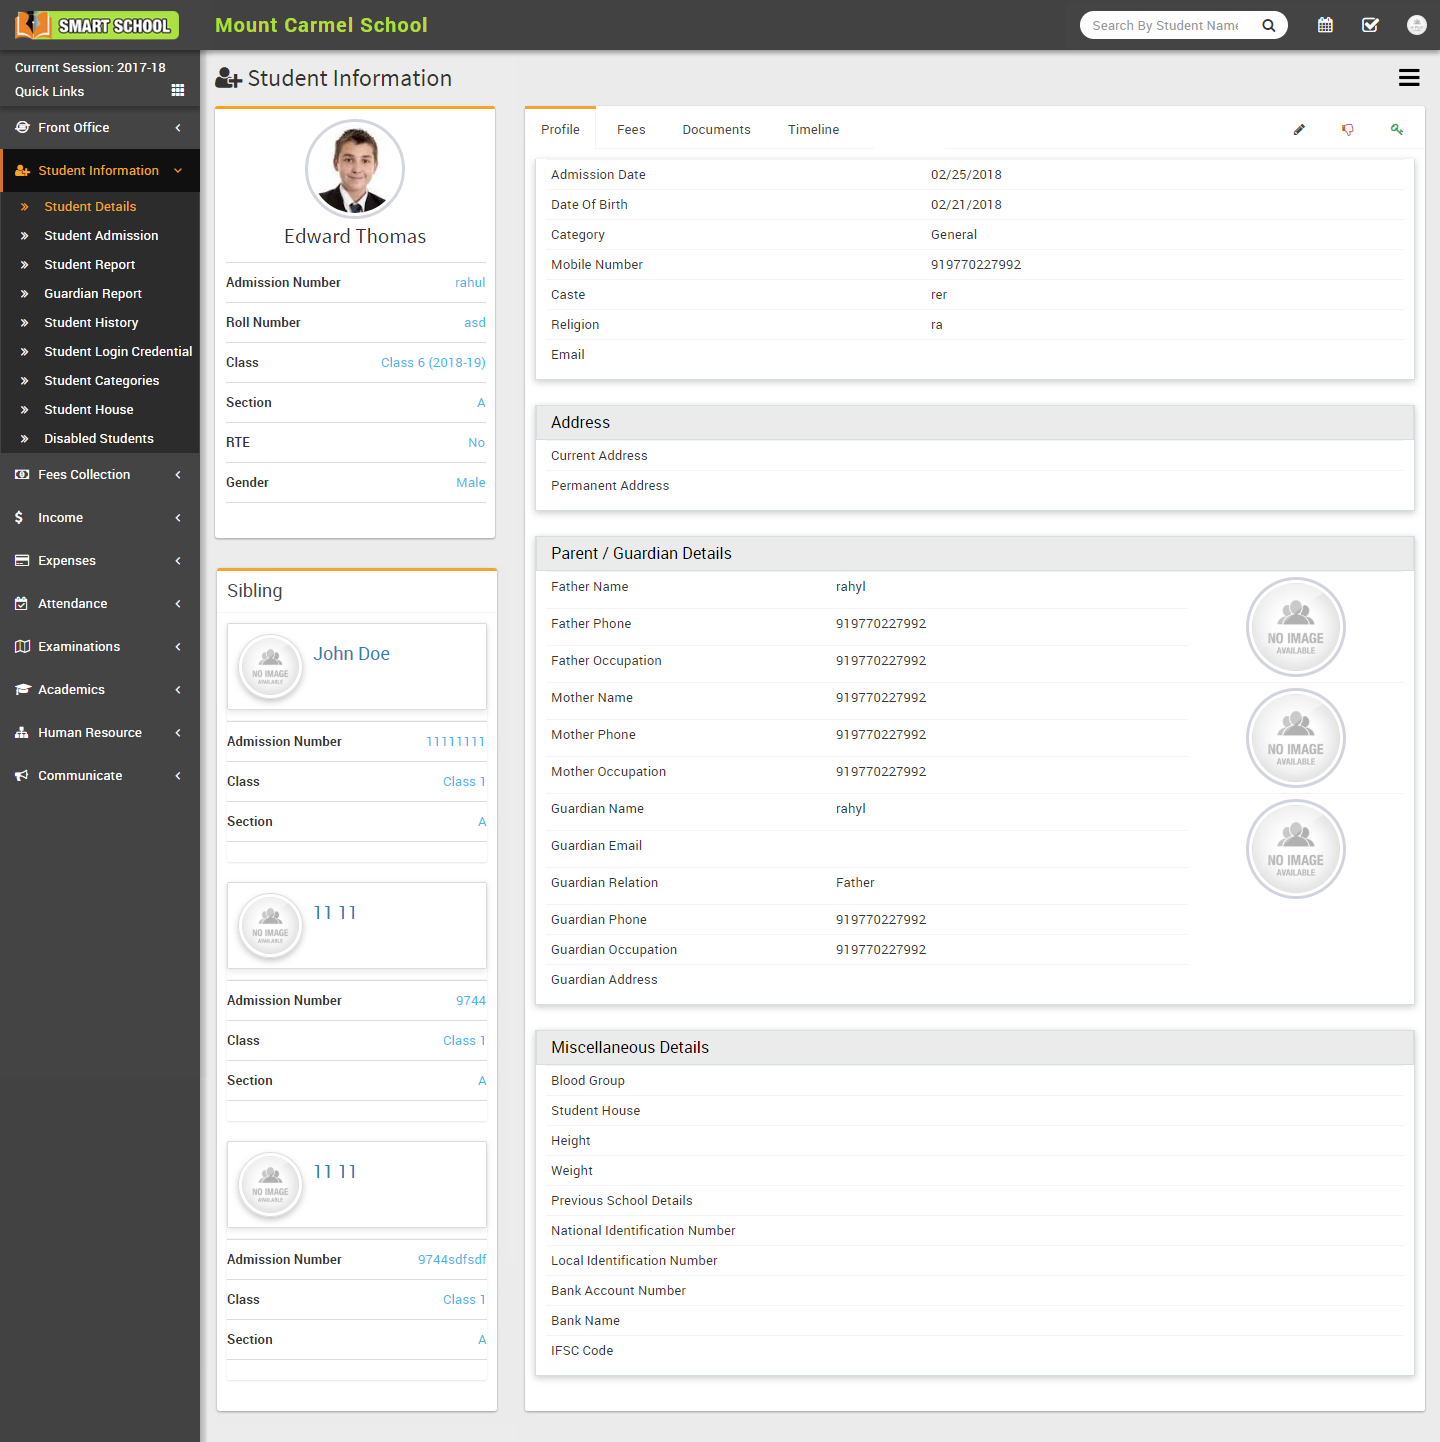 SMART SCHOOL
Mount Carmel School
Search By Student Name
Current Session: 2017-18
Quick Links
Front Office
Student Information
Student Details
Student Admission
Student Report
Guardian Report
Student History
Student Login Credential
Student Categories
Student House
Disabled Students
Fees Collection
Income
Expenses
Attendance
Examinations
Academics
Human Resource
Communicate
Student Information
Edward Thomas
Admission Number rahul
Roll Number asd
Class Class 6 (2018-19)
Section A
RTE No
Gender Male
Sibling
NO IMAGE
AVAILABLE
John Doe
Admission Number 11111111
Class Class 1
Section A
NO IMAGE
AVAILABLE
11 11
Admission Number 9744
Class Class 1
Section A
NO IMAGE
AVAILABLE
11 11
Admission Number 9744sdfsdf
Class Class 1
Section A
Profile Fees Documents Timeline
Admission Date 02/25/2018
Date Of Birth 02/21/2018
Category General
Mobile Number 919770227992
Caste rer
Religion ra
Email
Address
Current Address
Permanent Address
Parent / Guardian Details
Father Name rahyl
Father Phone 919770227992
Father Occupation 919770227992
NO IMAGE
AVAILABLE
Mother Name 919770227992
Mother Phone 919770227992
Mother Occupation 919770227992
NO IMAGE
AVAILABLE
Guardian Name rahyl
Guardian Email
Guardian Relation Father
NO IMAGE
AVAILABLE
Guardian Phone 919770227992
Guardian Occupation 919770227992
Guardian Address
Miscellaneous Details
Blood Group
Student House
Height
Weight
Previous School Details
National Identification Number
Local Identification Number
Bank Account Number
Bank Name
IFSC Code